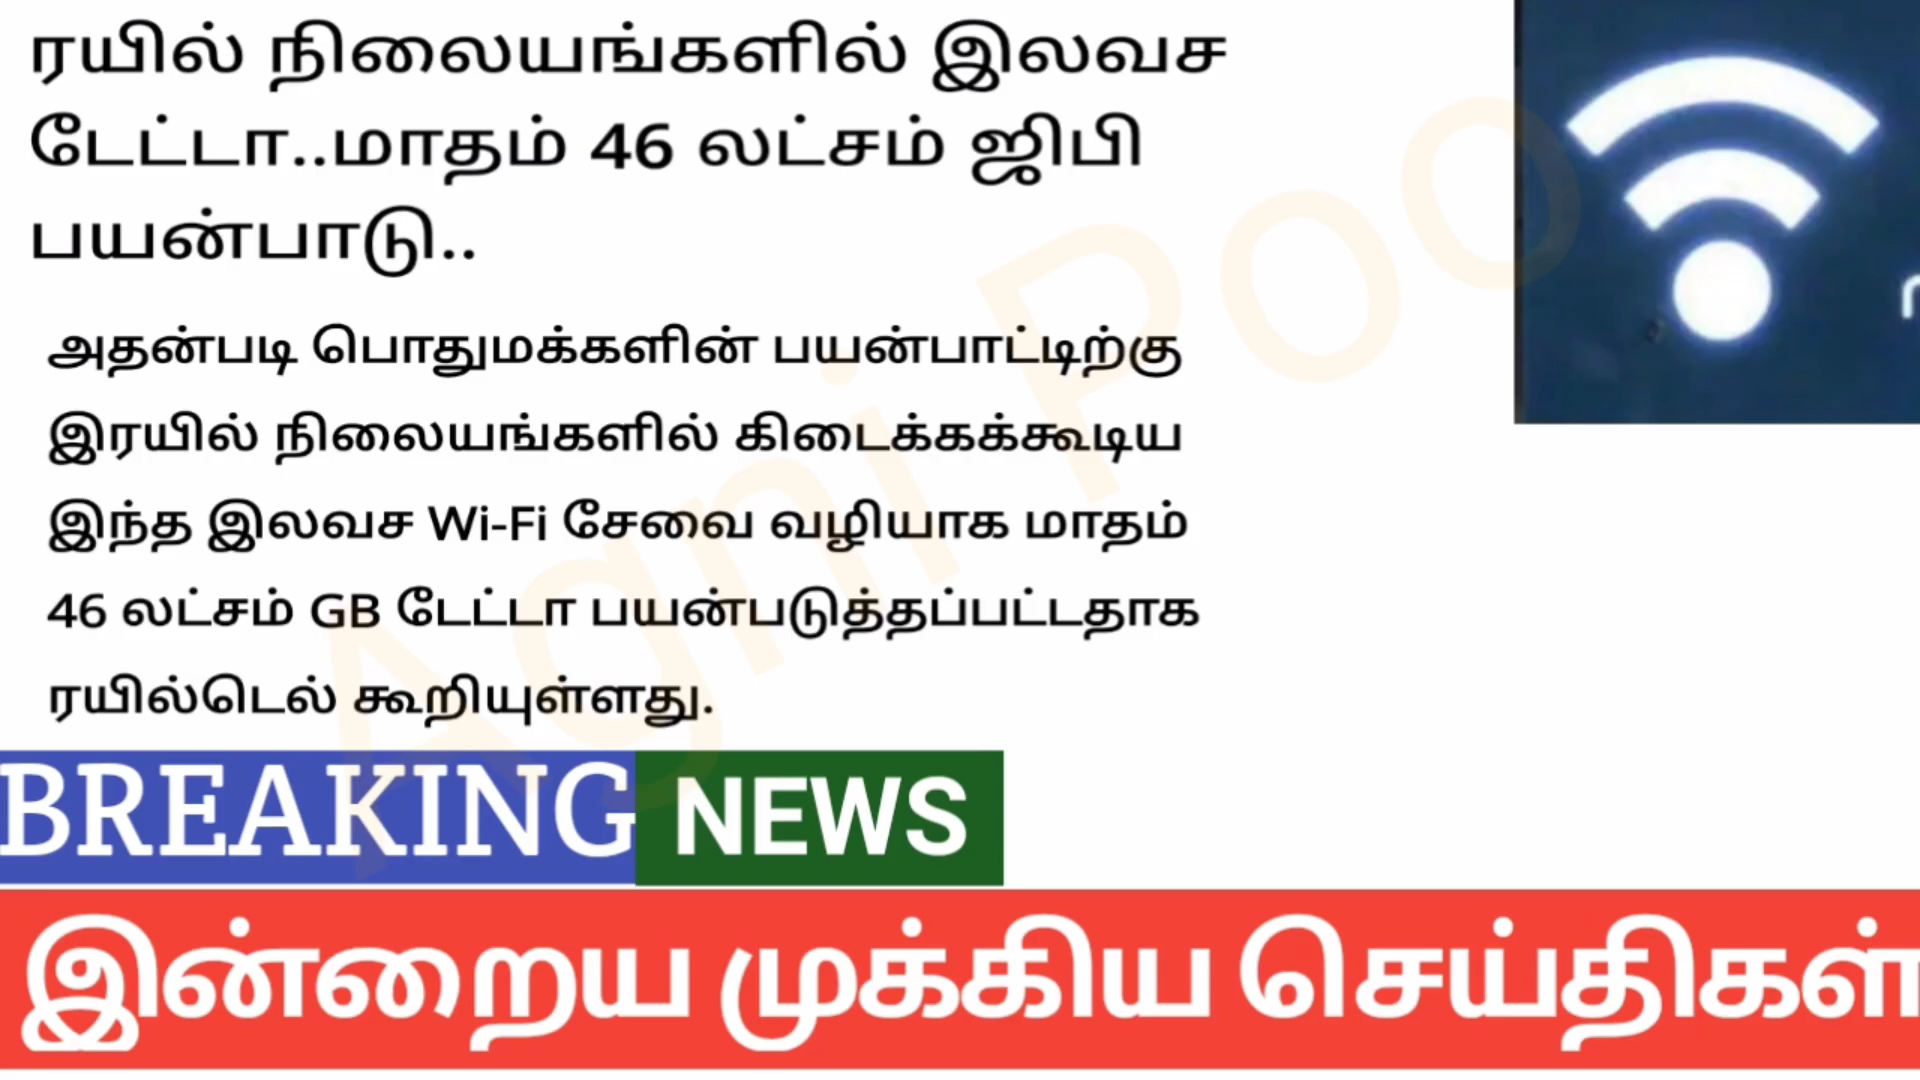 ரயில் நிலையங்களில் இலவச
டேட்டா..மாதம் 46 லட்சம் ஜிபி
பயன்பாடு..
அதன்படி பொதுமக்களின் பயன்பாட்டிற்கு
இரயில் நிலையங்களில் கிடைக்கக்கூடிய
இந்த இலவச Wi-Fi சேவை வழியாக மாதம்
46 லட்சம் GB டேட்டா பயன்படுத்தப்பட்டதாக
ரயில்டெல் கூறியுள்ளது.
Agni Poo
BREAKING NEWS
இன்றைய முக்கிய செய்திகள்